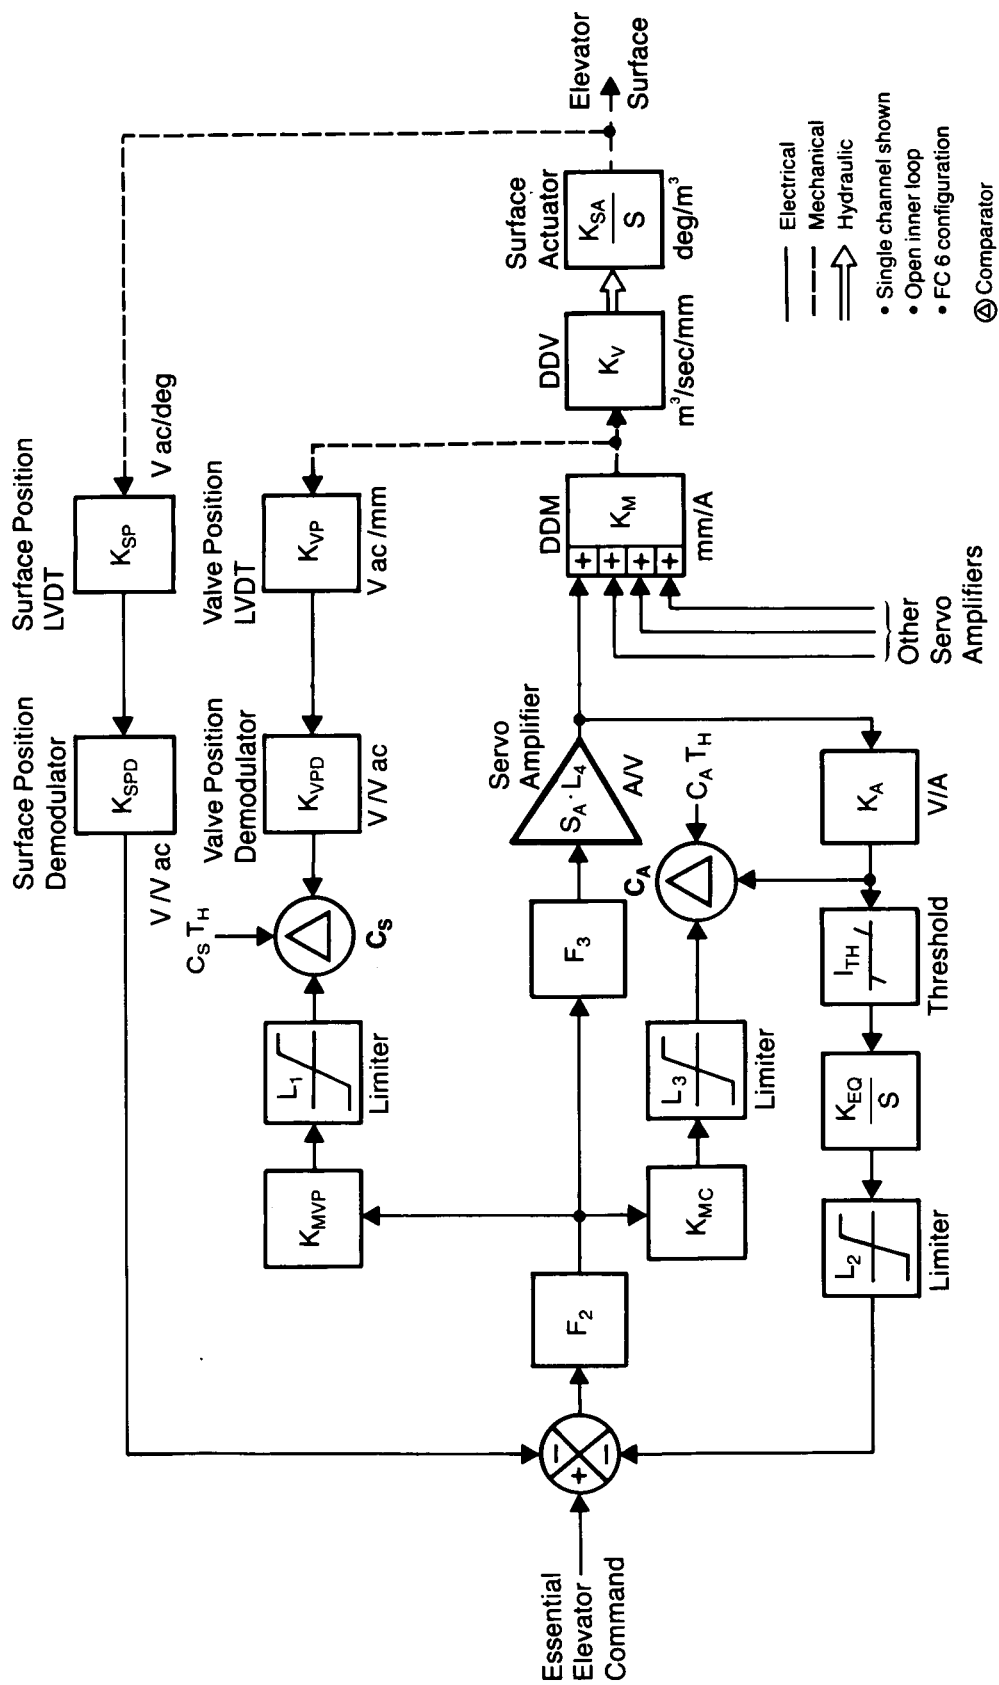 Surface Position
Demodulator
K_SPD
V/V ac
Surface Position
LVDT
K_SP
V ac/deg
Valve Position
Demodulator
K_VPD
V/V ac
Valve Position
LVDT
K_VP
V ac/mm
C_S T_H
C_S
L_1
Limiter
K_MVP
Essential
Elevator
Command
−
+
−
F_2
F_3
Servo
Amplifier
S_A · L_4
A/V
DDM
+
+
+
+
K_M
mm/A
DDV
K_V
m³/sec/mm
Surface
Actuator
K_SA
S
deg/m³
Elevator
Surface
Other
Servo
Amplifiers
K_MC
L_3
Limiter
C_A
C_A T_H
K_A
V/A
I_TH
Threshold
K_EQ
S
L_2
Limiter
Electrical
Mechanical
Hydraulic
• Single channel shown
• Open inner loop
• FC 6 configuration
Comparator